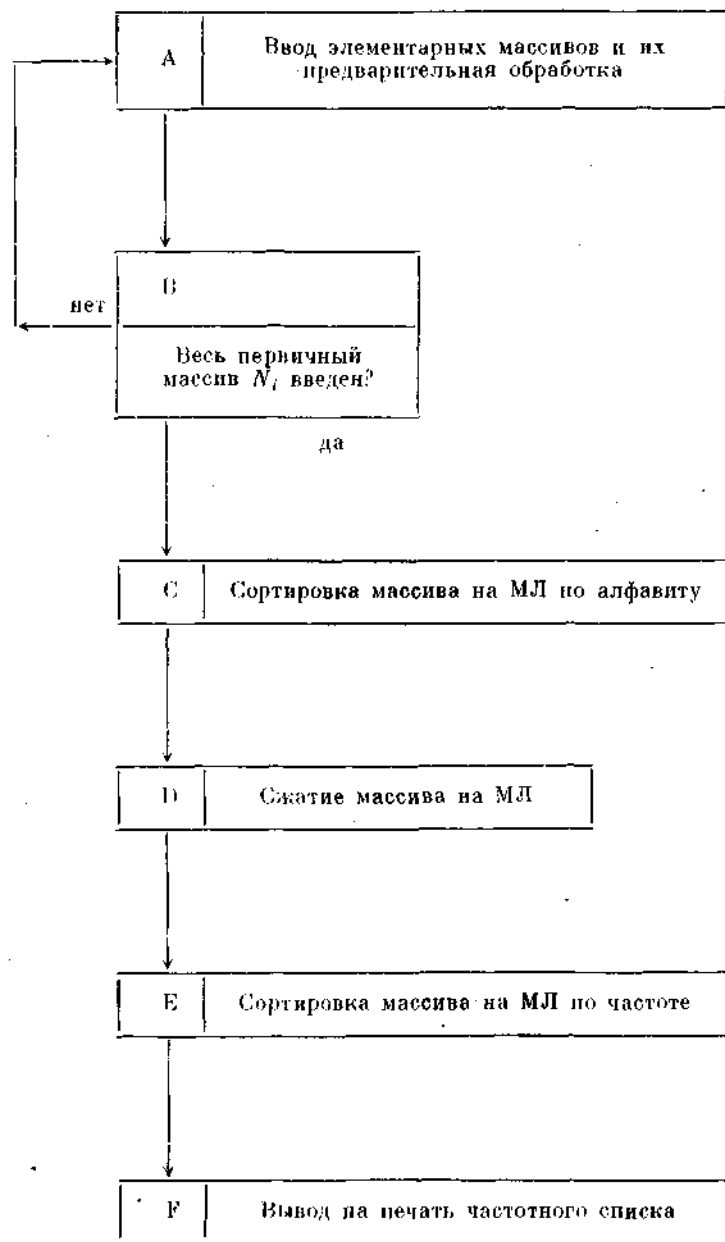 A
Ввод элементарных массивов и их
предварительная обработка
B
нет
Весь первичный
массив Nᵢ введен?
да
C
Сортировка массива на МЛ по алфавиту
D
Сжатие массива на МЛ
E
Сортировка массива на МЛ по частоте
F
Вывод на печать частотного списка